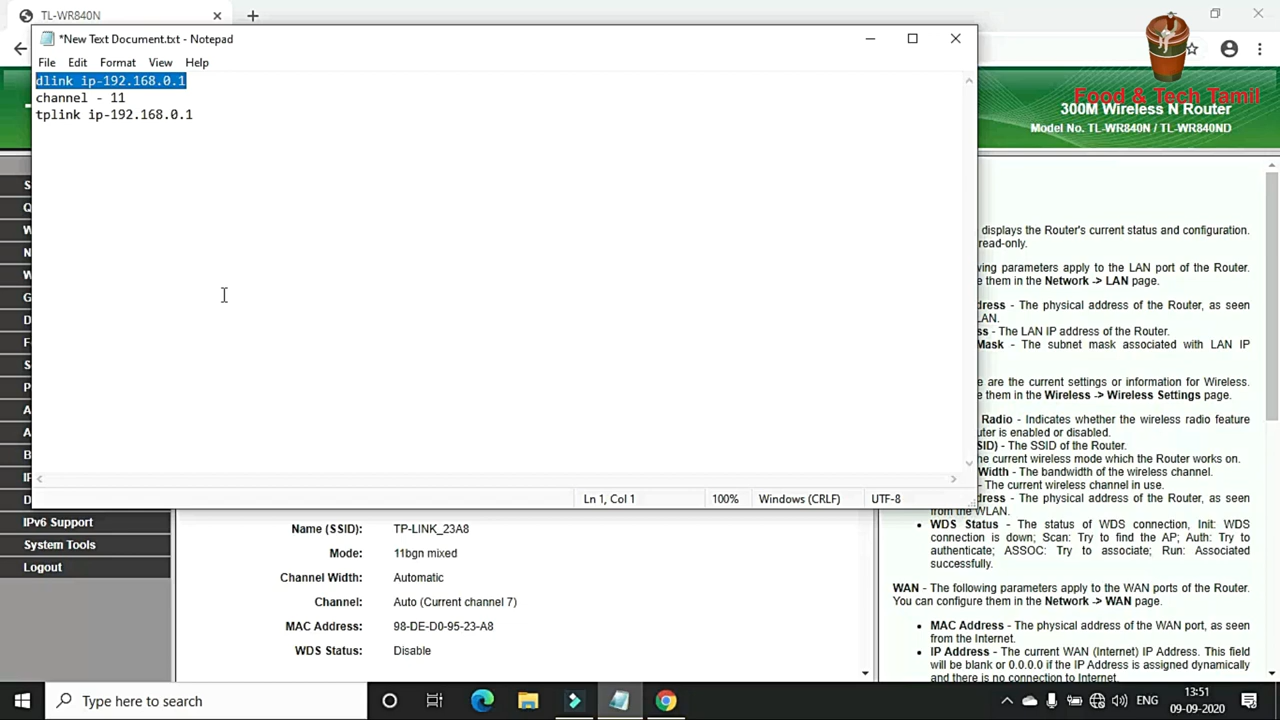 TL-WR840N
*New Text Document.txt - Notepad
File Edit Format View Help
dlink ip-192.168.0.1
channel - 11
tplink ip-192.168.0.1
Ln 1, Col 1 100% Windows (CRLF) UTF-8
Food & Tech Tamil
300M Wireless N Router
Model No. TL-WR840N / TL-WR840ND
IPv6 Support
System Tools
Logout
Name (SSID): TP-LINK_23A8
Mode: 11bgn mixed
Channel Width: Automatic
Channel: Auto (Current channel 7)
MAC Address: 98-DE-D0-95-23-A8
WDS Status: Disable
displays the Router's current status and configuration.
read-only.
wing parameters apply to the LAN port of the Router.
e them in the Network -> LAN page.
dress - The physical address of the Router, as seen
LAN.
ss - The LAN IP address of the Router.
Mask - The subnet mask associated with LAN IP
e are the current settings or information for Wireless.
e them in the Wireless -> Wireless Settings page.
Radio - Indicates whether the wireless radio feature
uter is enabled or disabled.
SID) - The SSID of the Router.
he current wireless mode which the Router works on.
Width - The bandwidth of the wireless channel.
- The current wireless channel in use.
dress - The physical address of the Router, as seen
from the WLAN.
WDS Status - The status of WDS connection, Init: WDS
connection is down; Scan: Try to find the AP; Auth: Try to
authenticate; ASSOC: Try to associate; Run: Associated
successfully.
WAN - The following parameters apply to the WAN ports of the Router.
You can configure them in the Network -> WAN page.
MAC Address - The physical address of the WAN port, as seen
from the Internet.
IP Address - The current WAN (Internet) IP Address. This field
will be blank or 0.0.0.0 if the IP Address is assigned dynamically
and there is no connection to Internet.
Type here to search
ENG
13:51
09-09-2020